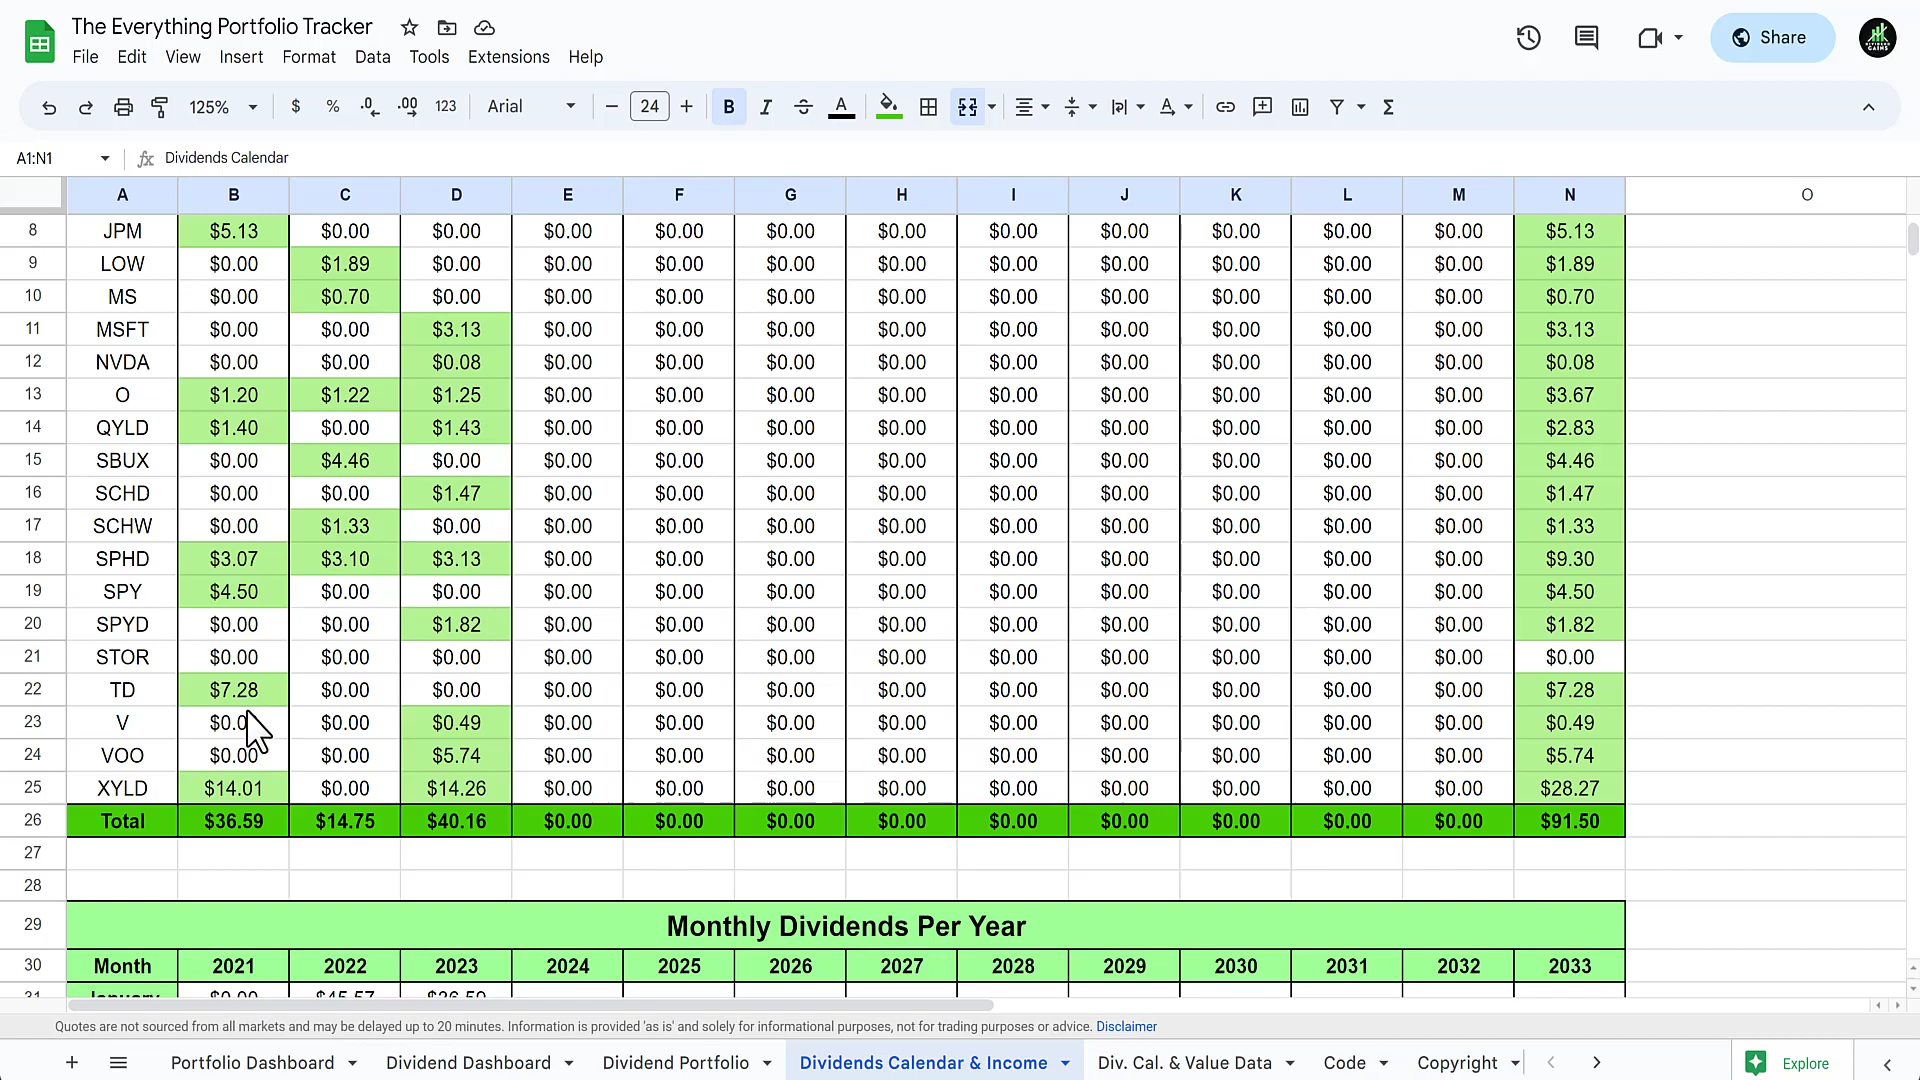 The Everything Portfolio Tracker
File Edit View Insert Format Data Tools Extensions Help
Share
125% $ % .0 .00 123 Arial 24 B I A
A1:N1 fx Dividends Calendar
A B C D E F G H I J K L M N O
8 JPM $5.13 $0.00 $0.00 $0.00 $0.00 $0.00 $0.00 $0.00 $0.00 $0.00 $0.00 $0.00 $5.13
9 LOW $0.00 $1.89 $0.00 $0.00 $0.00 $0.00 $0.00 $0.00 $0.00 $0.00 $0.00 $0.00 $1.89
10 MS $0.00 $0.70 $0.00 $0.00 $0.00 $0.00 $0.00 $0.00 $0.00 $0.00 $0.00 $0.00 $0.70
11 MSFT $0.00 $0.00 $3.13 $0.00 $0.00 $0.00 $0.00 $0.00 $0.00 $0.00 $0.00 $0.00 $3.13
12 NVDA $0.00 $0.00 $0.08 $0.00 $0.00 $0.00 $0.00 $0.00 $0.00 $0.00 $0.00 $0.00 $0.08
13 O $1.20 $1.22 $1.25 $0.00 $0.00 $0.00 $0.00 $0.00 $0.00 $0.00 $0.00 $0.00 $3.67
14 QYLD $1.40 $0.00 $1.43 $0.00 $0.00 $0.00 $0.00 $0.00 $0.00 $0.00 $0.00 $0.00 $2.83
15 SBUX $0.00 $4.46 $0.00 $0.00 $0.00 $0.00 $0.00 $0.00 $0.00 $0.00 $0.00 $0.00 $4.46
16 SCHD $0.00 $0.00 $1.47 $0.00 $0.00 $0.00 $0.00 $0.00 $0.00 $0.00 $0.00 $0.00 $1.47
17 SCHW $0.00 $1.33 $0.00 $0.00 $0.00 $0.00 $0.00 $0.00 $0.00 $0.00 $0.00 $0.00 $1.33
18 SPHD $3.07 $3.10 $3.13 $0.00 $0.00 $0.00 $0.00 $0.00 $0.00 $0.00 $0.00 $0.00 $9.30
19 SPY $4.50 $0.00 $0.00 $0.00 $0.00 $0.00 $0.00 $0.00 $0.00 $0.00 $0.00 $0.00 $4.50
20 SPYD $0.00 $0.00 $1.82 $0.00 $0.00 $0.00 $0.00 $0.00 $0.00 $0.00 $0.00 $0.00 $1.82
21 STOR $0.00 $0.00 $0.00 $0.00 $0.00 $0.00 $0.00 $0.00 $0.00 $0.00 $0.00 $0.00 $0.00
22 TD $7.28 $0.00 $0.00 $0.00 $0.00 $0.00 $0.00 $0.00 $0.00 $0.00 $0.00 $0.00 $7.28
23 V $0.0 $0.00 $0.49 $0.00 $0.00 $0.00 $0.00 $0.00 $0.00 $0.00 $0.00 $0.00 $0.49
24 VOO $0.00 $0.00 $5.74 $0.00 $0.00 $0.00 $0.00 $0.00 $0.00 $0.00 $0.00 $0.00 $5.74
25 XYLD $14.01 $0.00 $14.26 $0.00 $0.00 $0.00 $0.00 $0.00 $0.00 $0.00 $0.00 $0.00 $28.27
26 Total $36.59 $14.75 $40.16 $0.00 $0.00 $0.00 $0.00 $0.00 $0.00 $0.00 $0.00 $0.00 $91.50
27
28
29 Monthly Dividends Per Year
30 Month 2021 2022 2023 2024 2025 2026 2027 2028 2029 2030 2031 2032 2033
31 January $0.00 $45.57 $36.59
Quotes are not sourced from all markets and may be delayed up to 20 minutes. Information is provided 'as is' and solely for informational purposes, not for trading purposes or advice. Disclaimer
Portfolio Dashboard Dividend Dashboard Dividend Portfolio Dividends Calendar & Income Div. Cal. & Value Data Code Copyright Explore